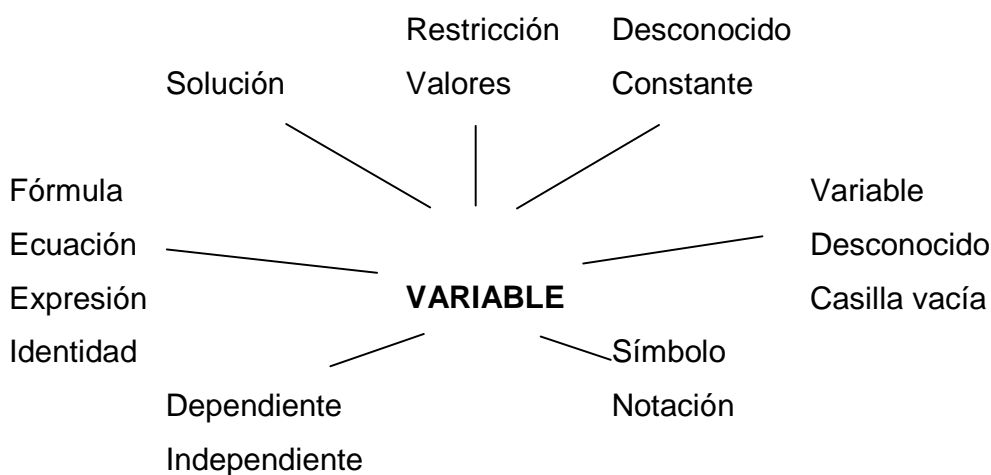 Restricción Desconocido
Solución Valores Constante
Fórmula Variable
Ecuación Desconocido
Expresión VARIABLE Casilla vacía
Identidad Símbolo
Dependiente Notación
Independiente